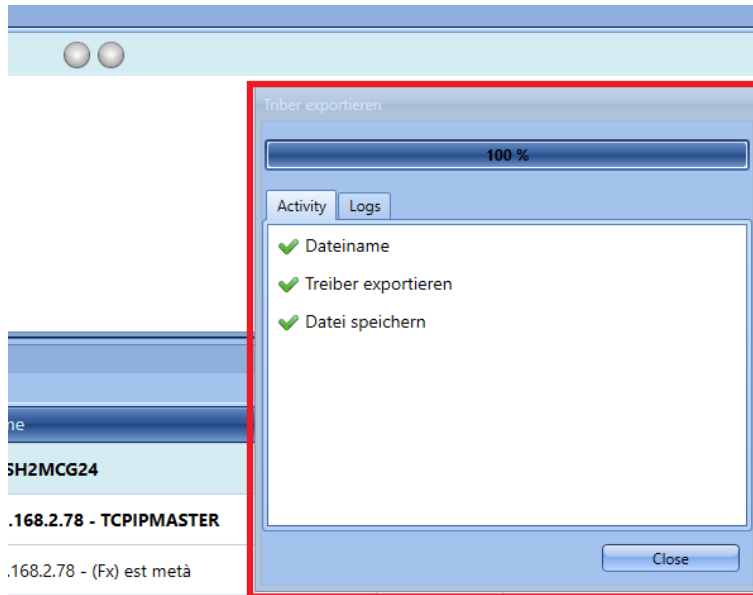 Triber exportieren
100 %
Activity Logs
Dateiname
Treiber exportieren
Datei speichern
Close
SH2MCG24
.168.2.78 - TCPIPMASTER
.168.2.78 - (Fx) est metà